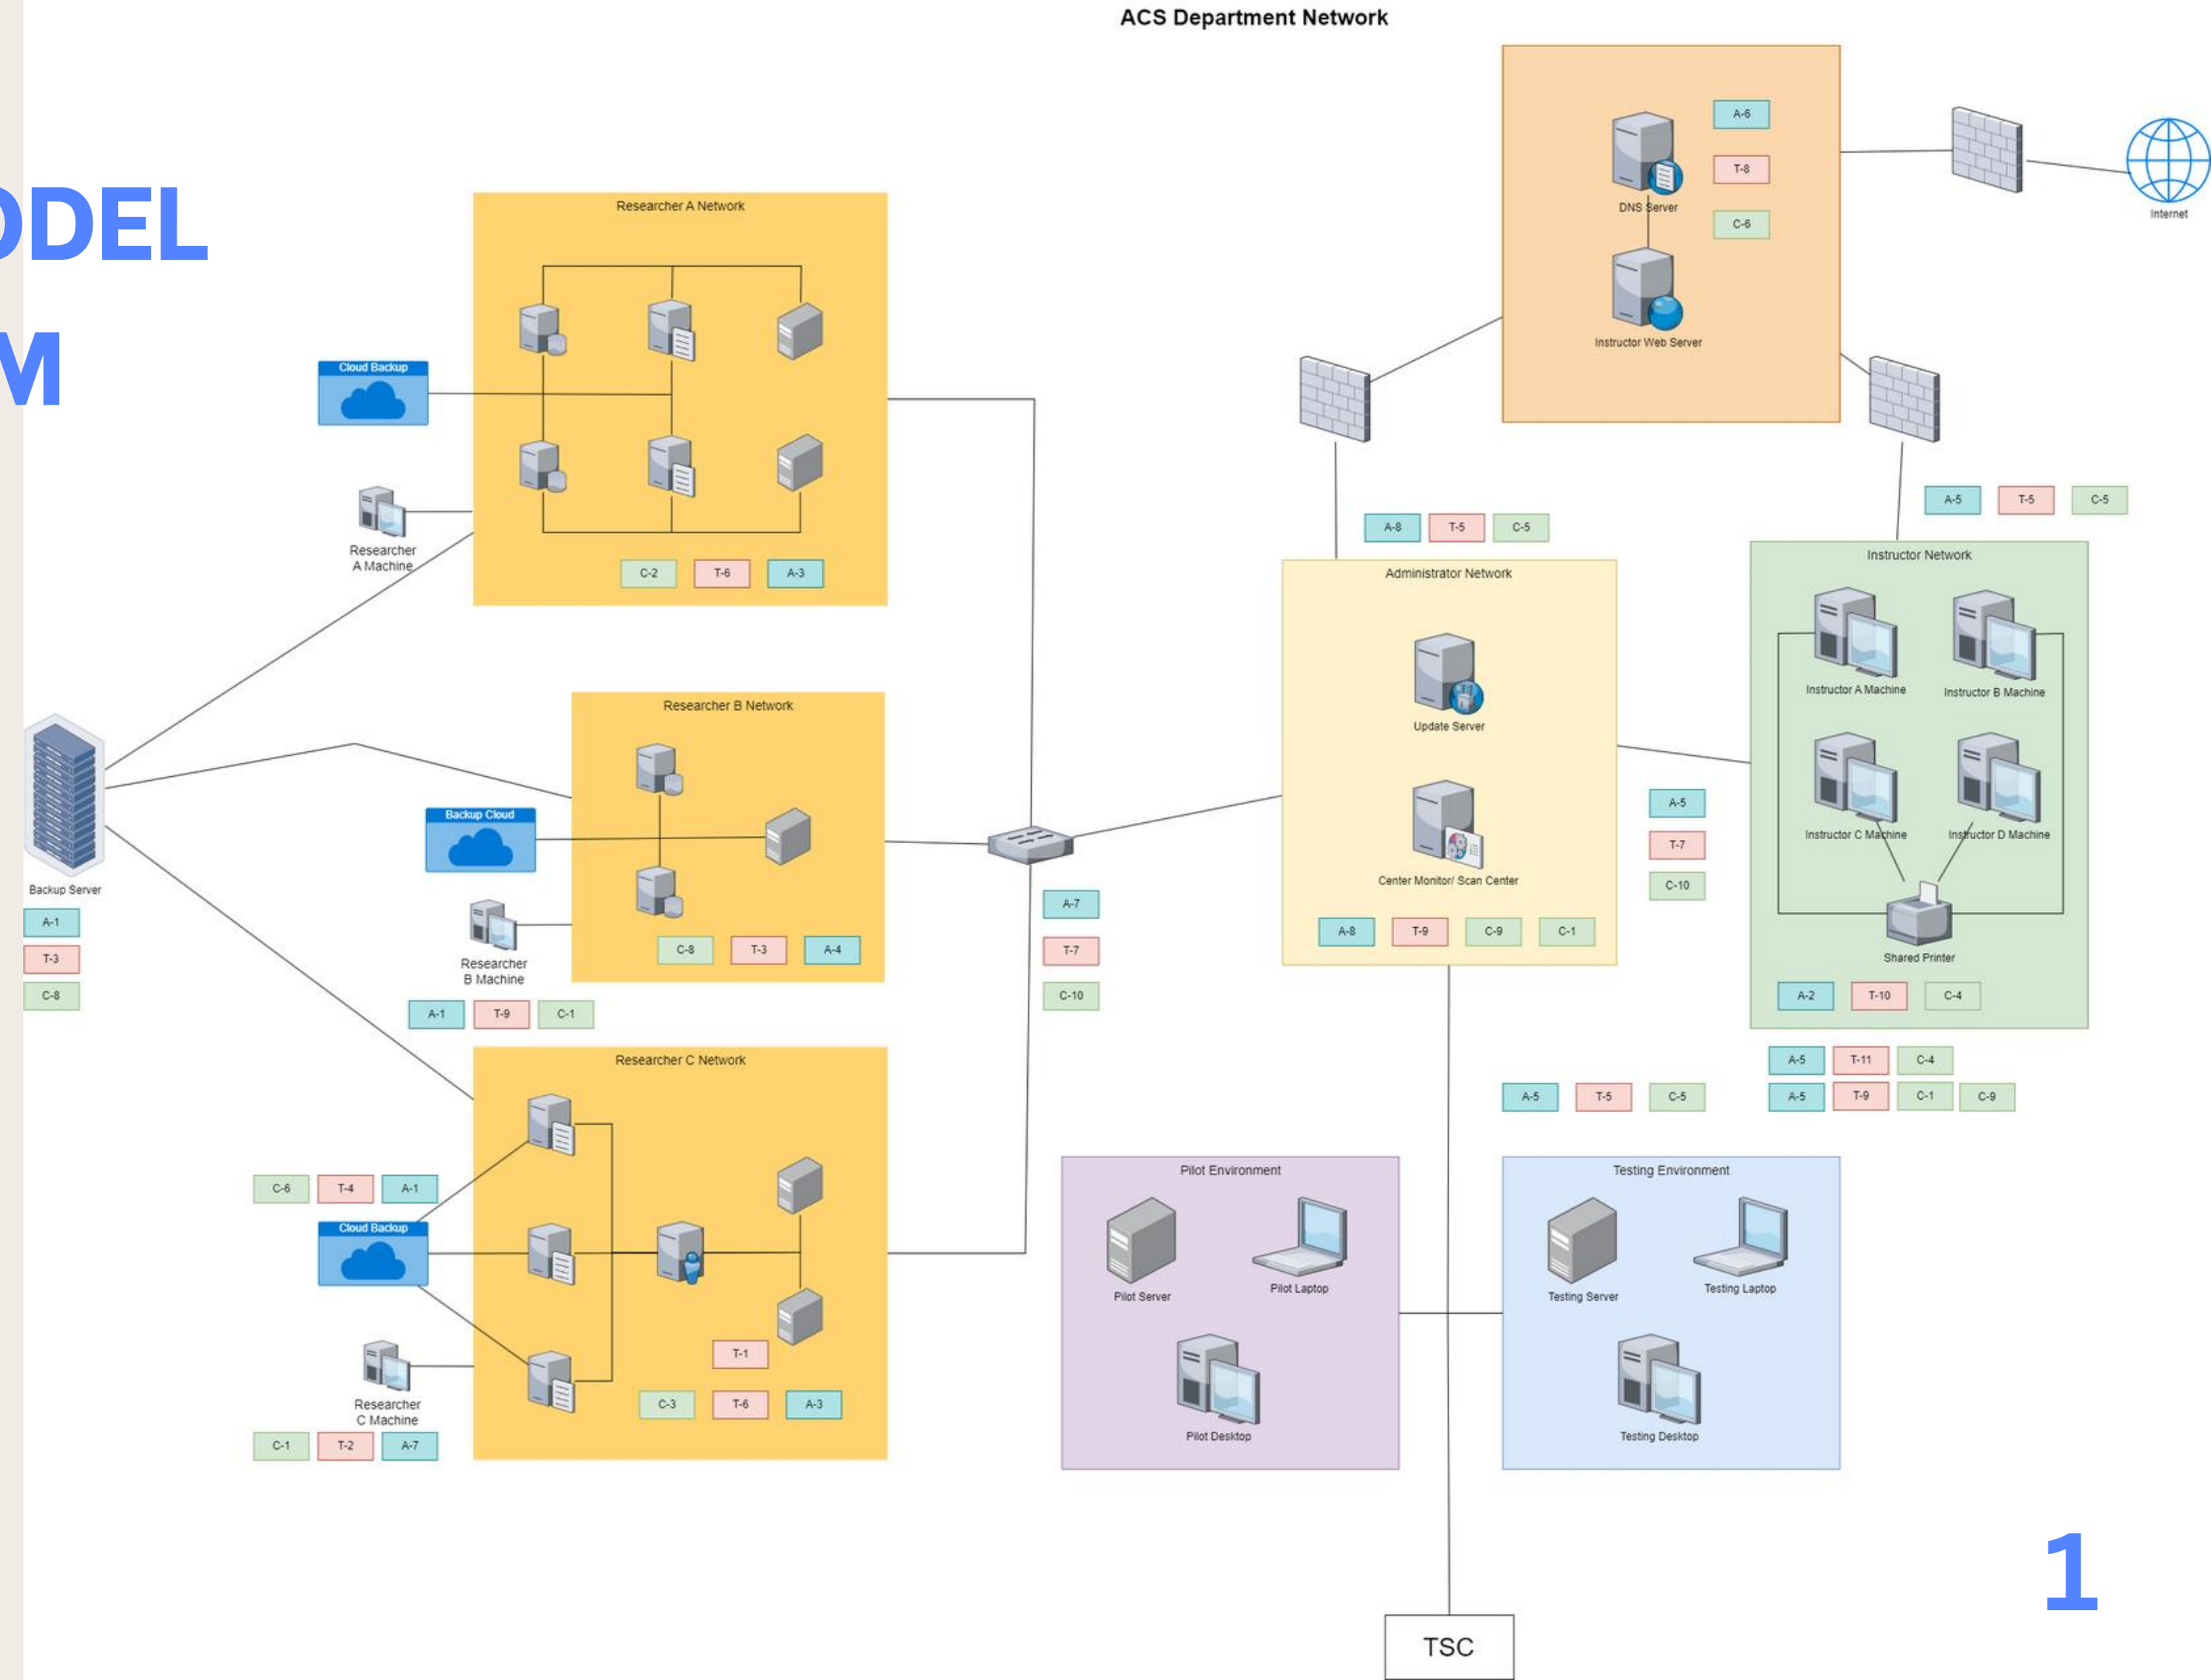 ACS Department Network
ODEL
M
A-6
T-8
C-6
DNS Server
Instructor Web Server
Internet
Researcher A Network
Cloud Backup
Researcher
A Machine
C-2 T-6 A-3
A-8 T-5 C-5
A-5 T-5 C-5
Administrator Network
Update Server
Center Monitor/ Scan Center
A-8 T-9 C-9 C-1
Instructor Network
Instructor A Machine
Instructor B Machine
Instructor C Machine
Instructor D Machine
Shared Printer
A-2 T-10 C-4
A-5
T-7
C-10
Researcher B Network
Backup Cloud
Researcher
B Machine
C-8 T-3 A-4
A-1 T-9 C-1
Backup Server
A-1
T-3
C-8
A-7
T-7
C-10
A-5 T-11 C-4
A-5 T-9 C-1 C-9
A-5 T-5 C-5
Researcher C Network
C-6 T-4 A-1
Cloud Backup
Researcher
C Machine
C-1 T-2 A-7
T-1
C-3 T-6 A-3
Pilot Environment
Pilot Server
Pilot Laptop
Pilot Desktop
Testing Environment
Testing Server
Testing Laptop
Testing Desktop
TSC
1